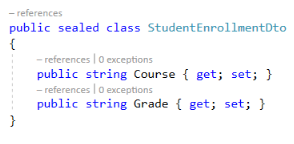 – references
public sealed class StudentEnrollmentDto
{
– references | 0 exceptions
public string Course { get; set; }
– references | 0 exceptions
public string Grade { get; set; }
}